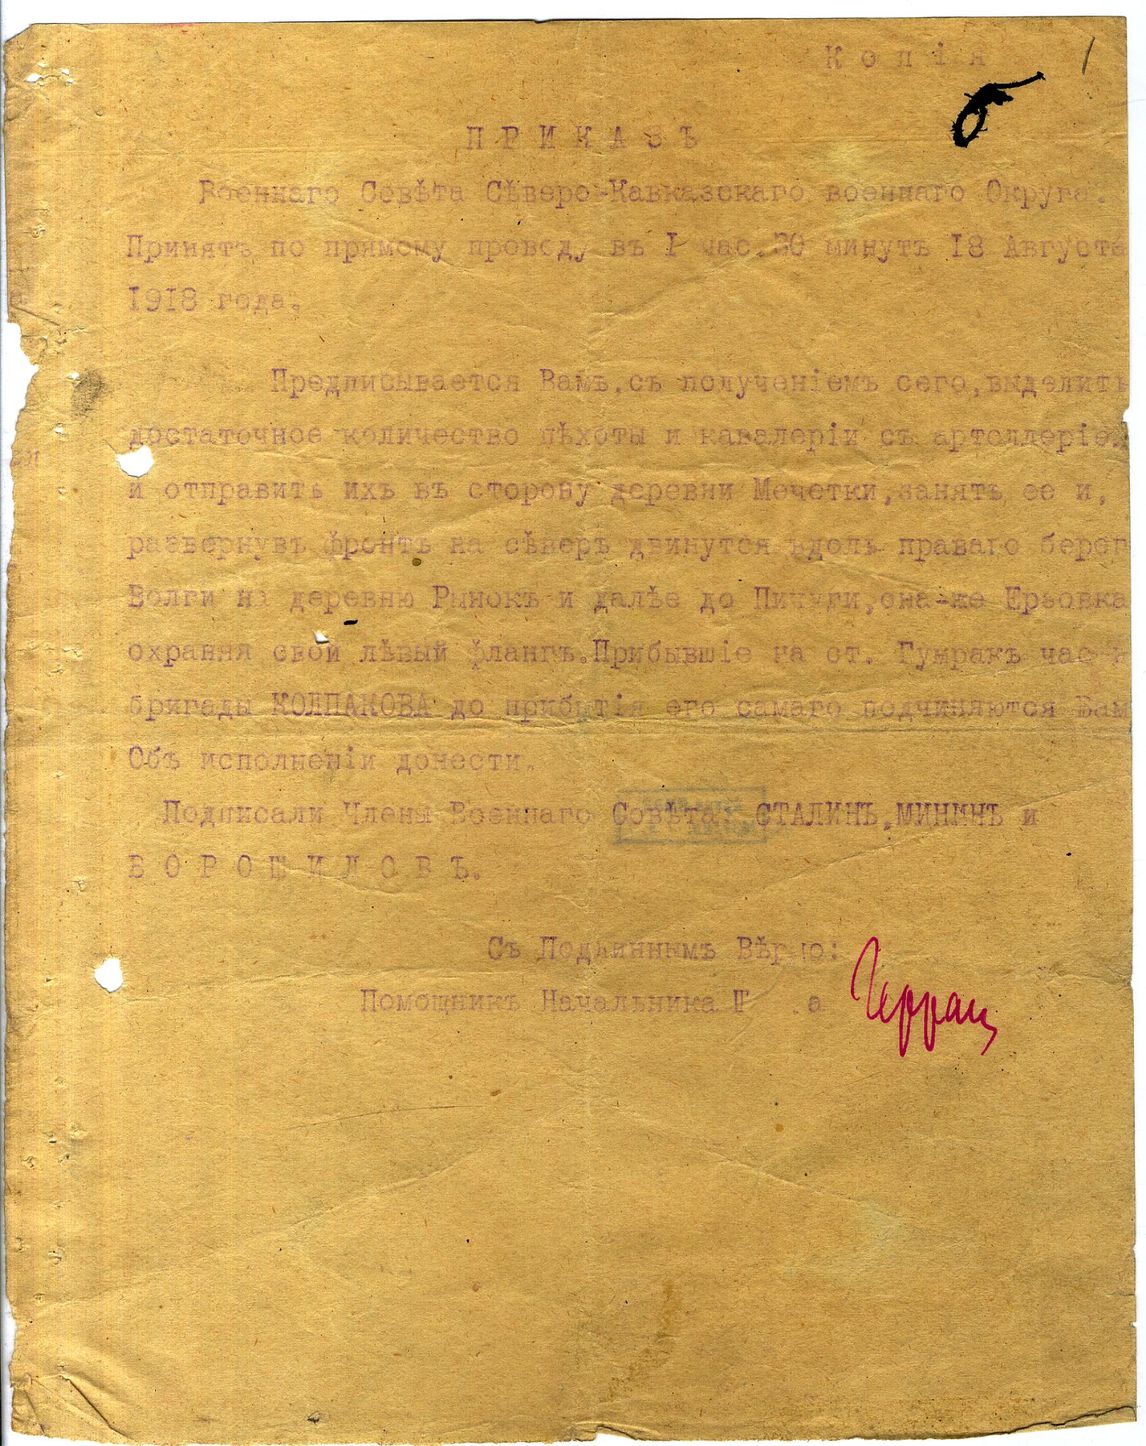 Копія
1
б
ПРИКАЗЪ
Военнаго Совѣта Сѣверо-Кавказскаго военнаго Округа.
Принятъ по прямому проводу въ I час.30 минутъ I8 Августа
I9I8 года.
Предписывается Вамъ,съ полученіемъ сего,выделить
достаточное количество пѣхоты и кавалеріи съ артоллеріе
и отправить ихъ въ сторону деревни Мечетки,занять ее и,
развернувъ фронтъ на сѣверъ двинутся вдоль праваго берег
Волги на деревню Рынокъ и далѣе до Пичуги,она-же Ерзовка
охраняя свой лѣвый флангъ.Прибывшіе на ст. Гумракъ час и
бригады КОЛПАКОВА до прибытія его самаго подчиняются Вам
Объ исполненіи донести.
Подписали Члены Военнаго Совѣта: СТАЛИНЪ,МИНИНЪ и
ВОРОШИЛОВЪ.
Съ Подлиннымъ Вѣрно:
Помощникъ Начальника Ш а